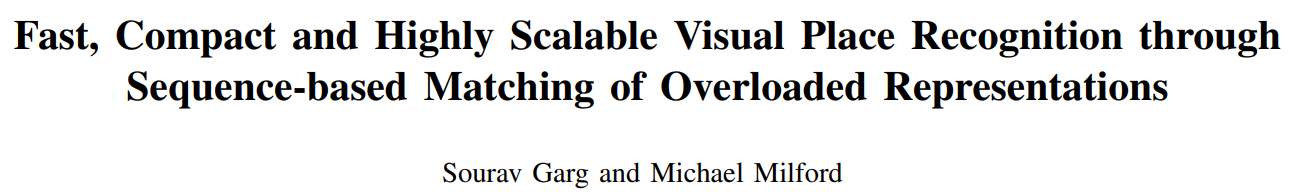 Fast, Compact and Highly Scalable Visual Place Recognition through
Sequence-based Matching of Overloaded Representations
Sourav Garg and Michael Milford